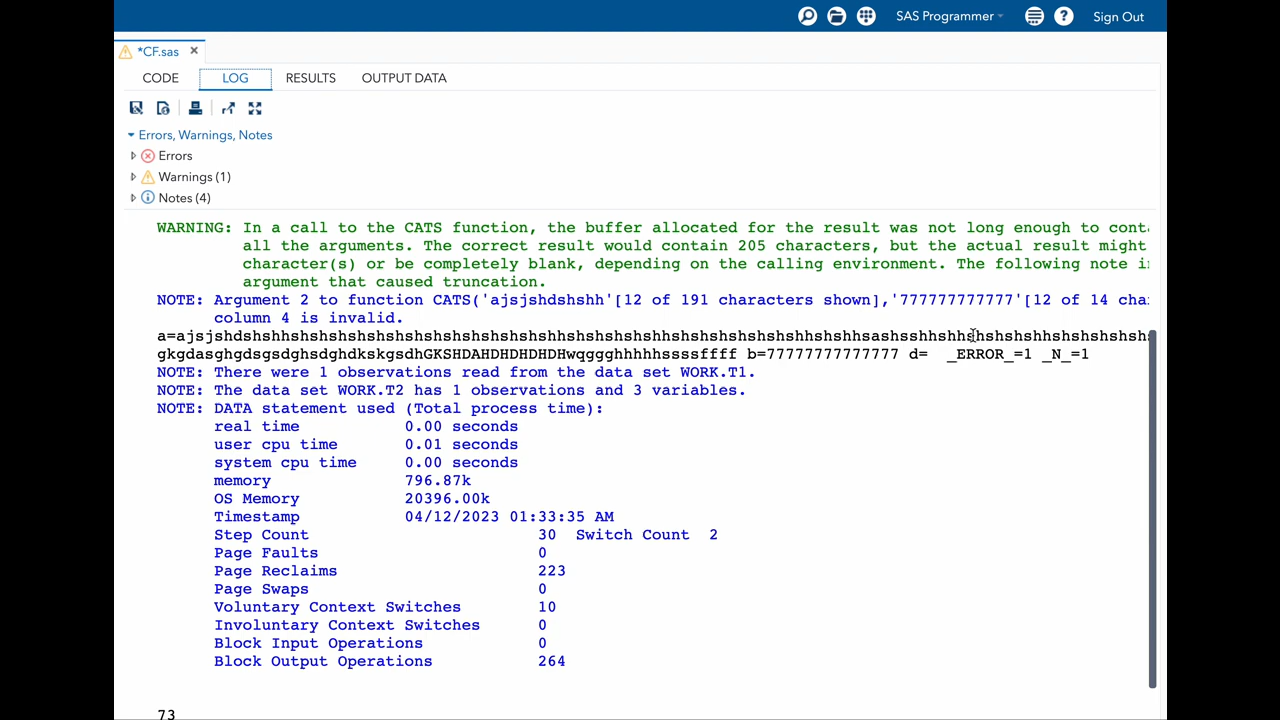 SAS Programmer
Sign Out
*CF.sas
CODE LOG RESULTS OUTPUT DATA
Errors, Warnings, Notes
Errors
Warnings (1)
Notes (4)
WARNING: In a call to the CATS function, the buffer allocated for the result was not long enough to cont
all the arguments. The correct result would contain 205 characters, but the actual result might
character(s) or be completely blank, depending on the calling environment. The following note i
argument that caused truncation.
NOTE: Argument 2 to function CATS('ajsjshdshshh'[12 of 191 characters shown],'777777777777'[12 of 14 cha
column 4 is invalid.
gkgdasghgdsgsdghsdghdkskgsdhGKSHDAHDHDHDHDHwqggghhhhhssssffff b=77777777777777 d= _ERROR_=1 _N_=1
NOTE: There were 1 observations read from the data set WORK.T1.
NOTE: The data set WORK.T2 has 1 observations and 3 variables.
NOTE: DATA statement used (Total process time):
real time 0.00 seconds
user cpu time 0.01 seconds
system cpu time 0.00 seconds
memory 796.87k
OS Memory 20396.00k
Timestamp 04/12/2023 01:33:35 AM
Step Count 30 Switch Count 2
Page Faults 0
Page Reclaims 223
Page Swaps 0
Voluntary Context Switches 10
Involuntary Context Switches 0
Block Input Operations 0
Block Output Operations 264
73